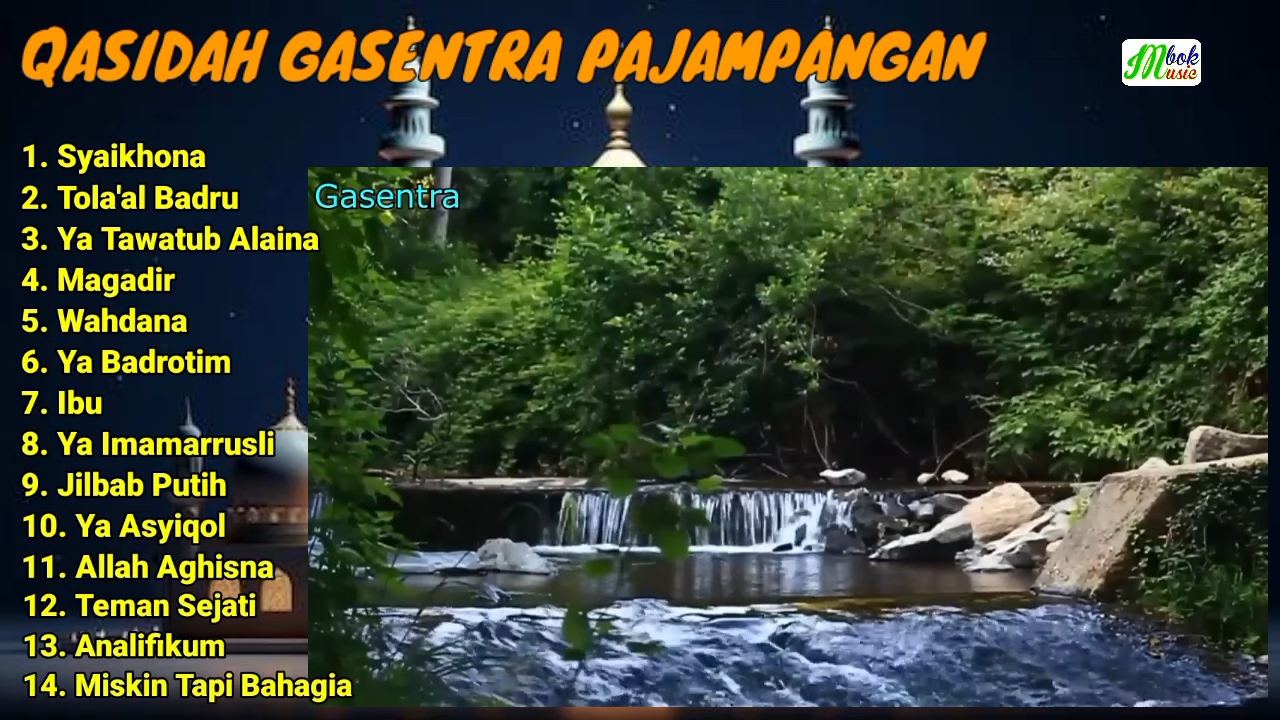 QASIDAH GASENTRA PAJAMPANGAN
Mbok
usic
1. Syaikhona
2. Tola'al Badru
Gasentra
3. Ya Tawatub Alaina
4. Magadir
5. Wahdana
6. Ya Badrotim
7. Ibu
8. Ya Imamarrusli
9. Jilbab Putih
10. Ya Asyiqol
11. Allah Aghisna
12. Teman Sejati
13. Analifikum
14. Miskin Tapi Bahagia